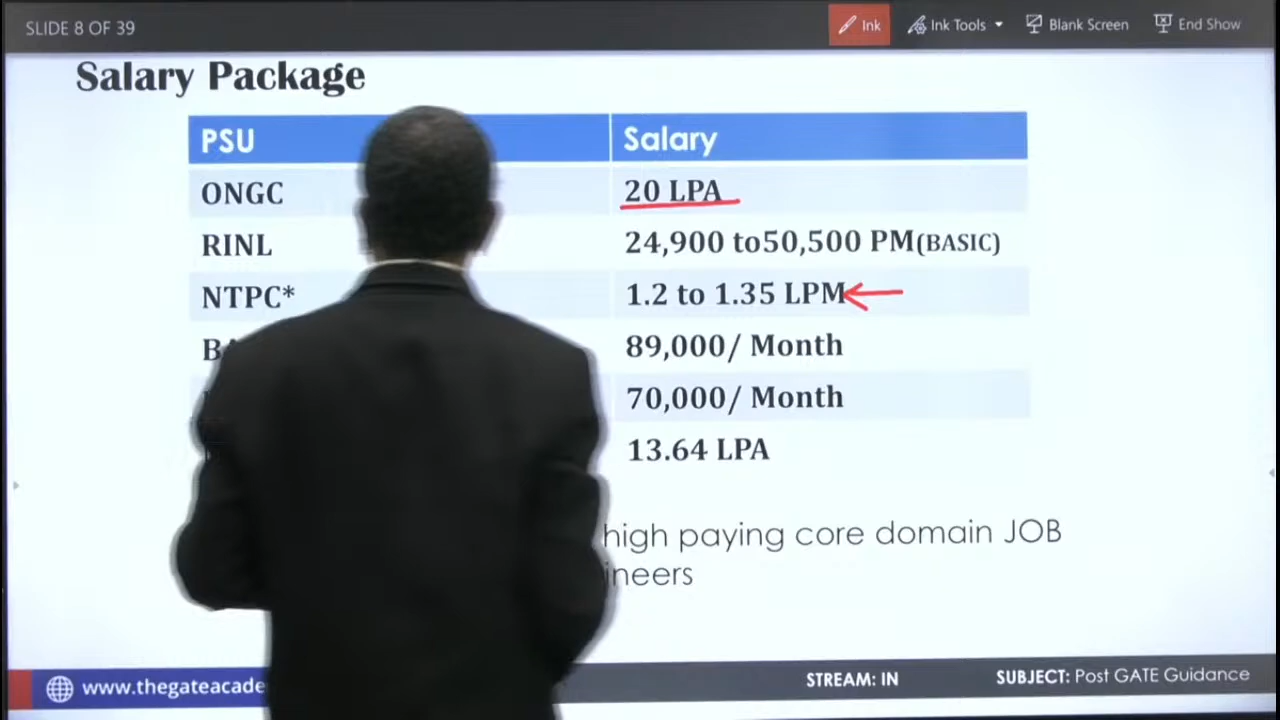 SLIDE 8 OF 39
Ink
Ink Tools
Blank Screen
End Show
Salary Package
PSU Salary
ONGC 20 LPA
RINL 24,900 to50,500 PM(BASIC)
NTPC* 1.2 to 1.35 LPM
89,000/ Month
70,000/ Month
13.64 LPA
high paying core domain JOB
www.thegateacade
STREAM: IN
SUBJECT: Post GATE Guidance